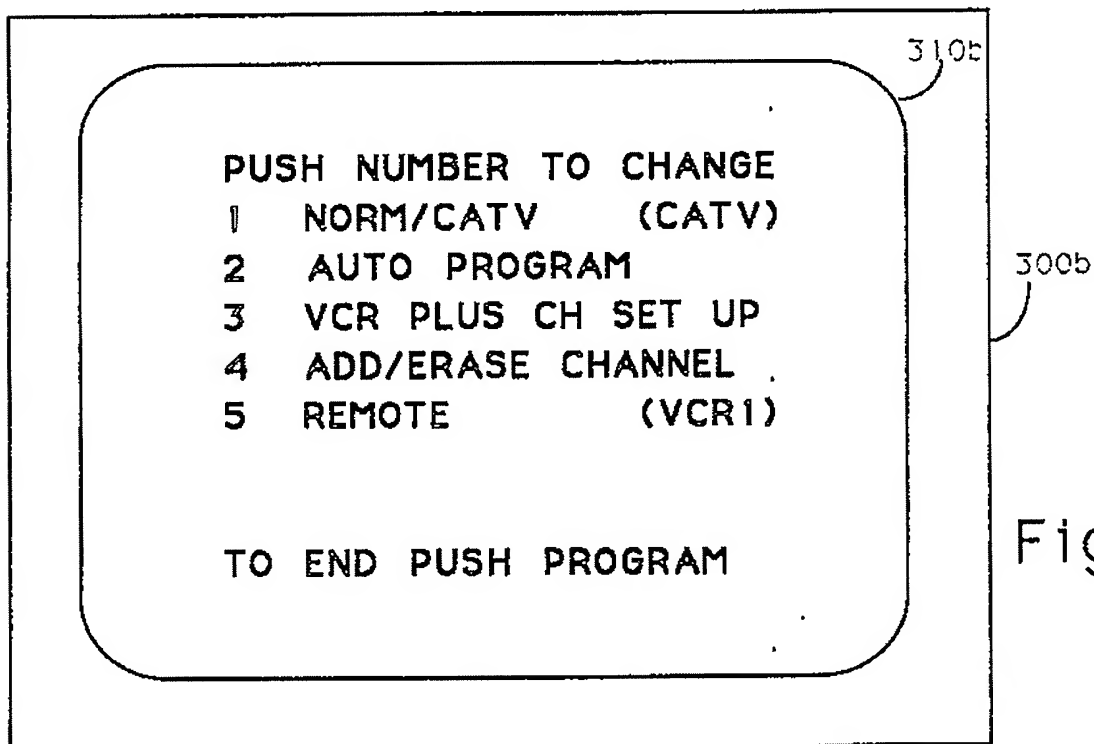 310b
PUSH NUMBER TO CHANGE
1 NORM/CATV (CATV)
2 AUTO PROGRAM
3 VCR PLUS CH SET UP
4 ADD/ERASE CHANNEL
5 REMOTE (VCR1)
300b
TO END PUSH PROGRAM